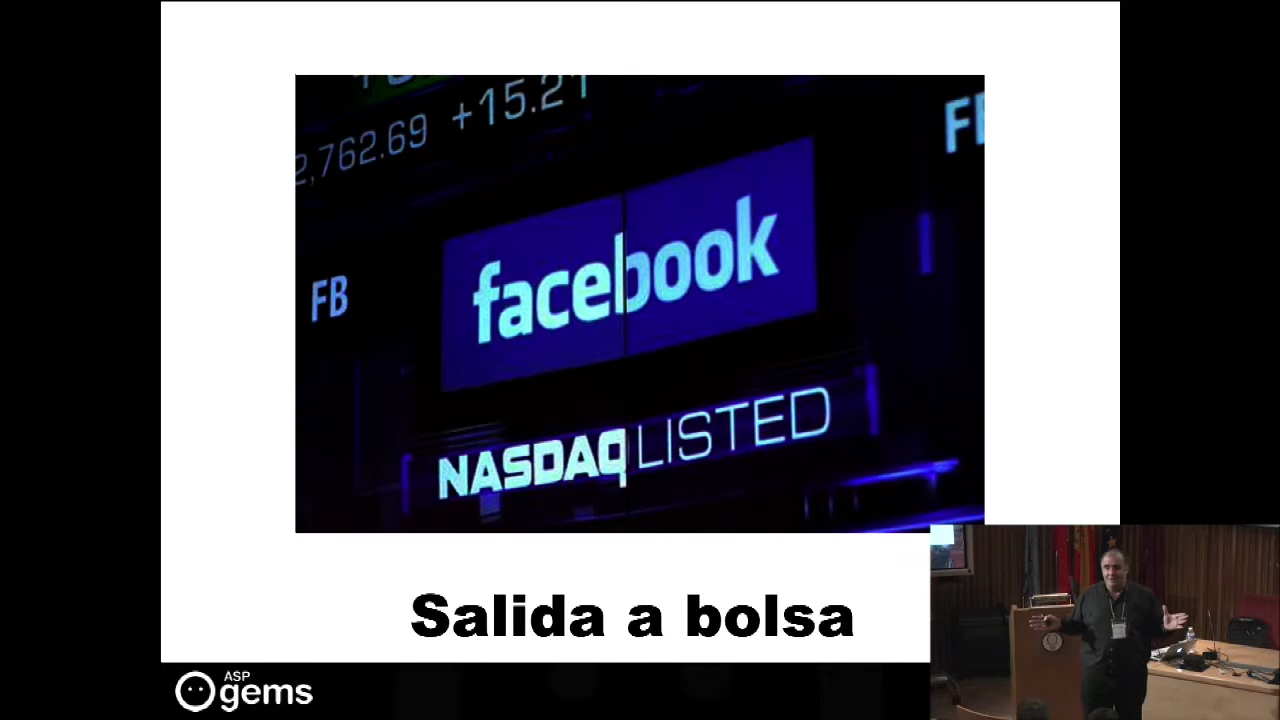 2,762.69 +15.21
FB
facebook
FB
NASDAQ LISTED
Salida a bolsa
ASP
gems